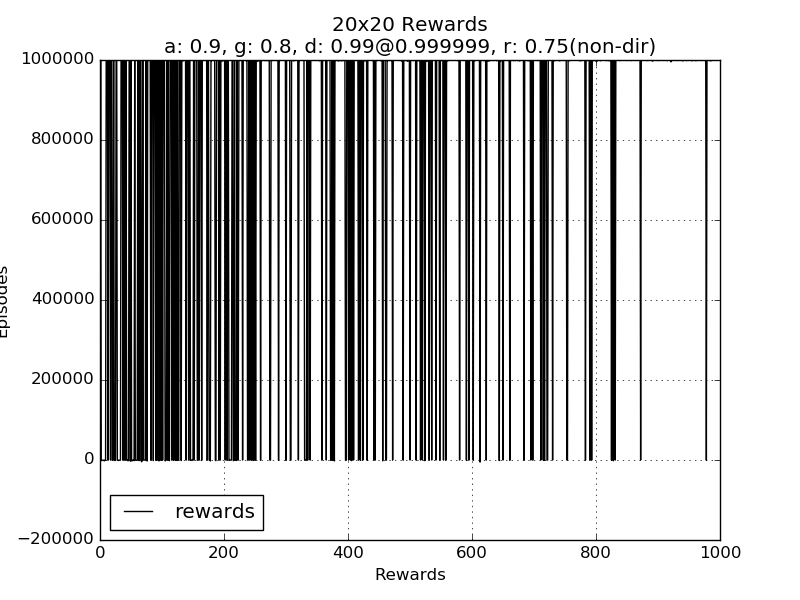 20x20 Rewards
a: 0.9, g: 0.8, d: 0.99@0.999999, r: 0.75(non-dir)
1000000
800000
600000
400000
200000
0
−200000
Episodes
rewards
0 200 400 600 800 1000
Rewards